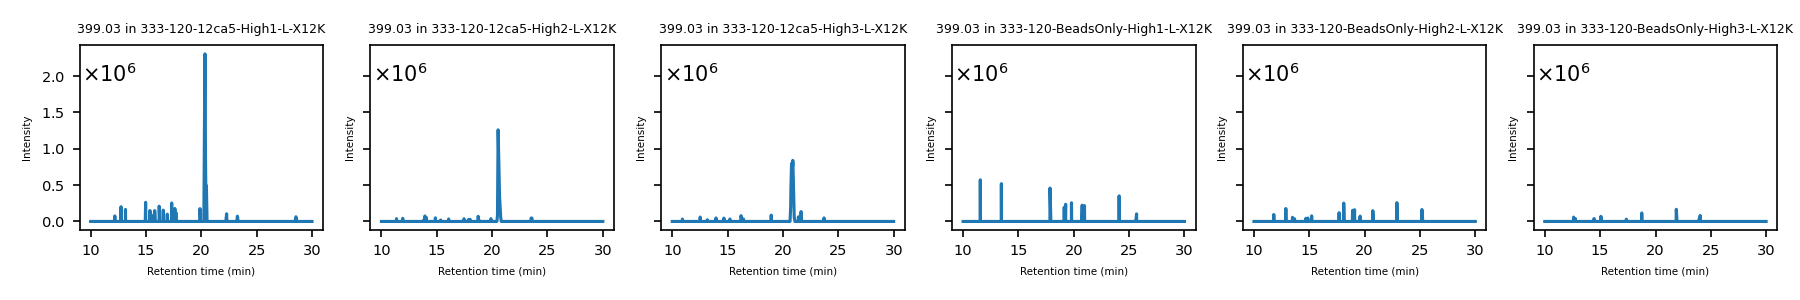 399.03 in 333-120-12ca5-High1-L-X12K
399.03 in 333-120-12ca5-High2-L-X12K
399.03 in 333-120-12ca5-High3-L-X12K
399.03 in 333-120-BeadsOnly-High1-L-X12K
399.03 in 333-120-BeadsOnly-High2-L-X12K
399.03 in 333-120-BeadsOnly-High3-L-X12K
×10⁶
×10⁶
×10⁶
×10⁶
×10⁶
×10⁶
2.0
1.5
1.0
0.5
0.0
Intensity
Intensity
Intensity
Intensity
Intensity
Intensity
10 15 20 25 30
10 15 20 25 30
10 15 20 25 30
10 15 20 25 30
10 15 20 25 30
10 15 20 25 30
Retention time (min)
Retention time (min)
Retention time (min)
Retention time (min)
Retention time (min)
Retention time (min)